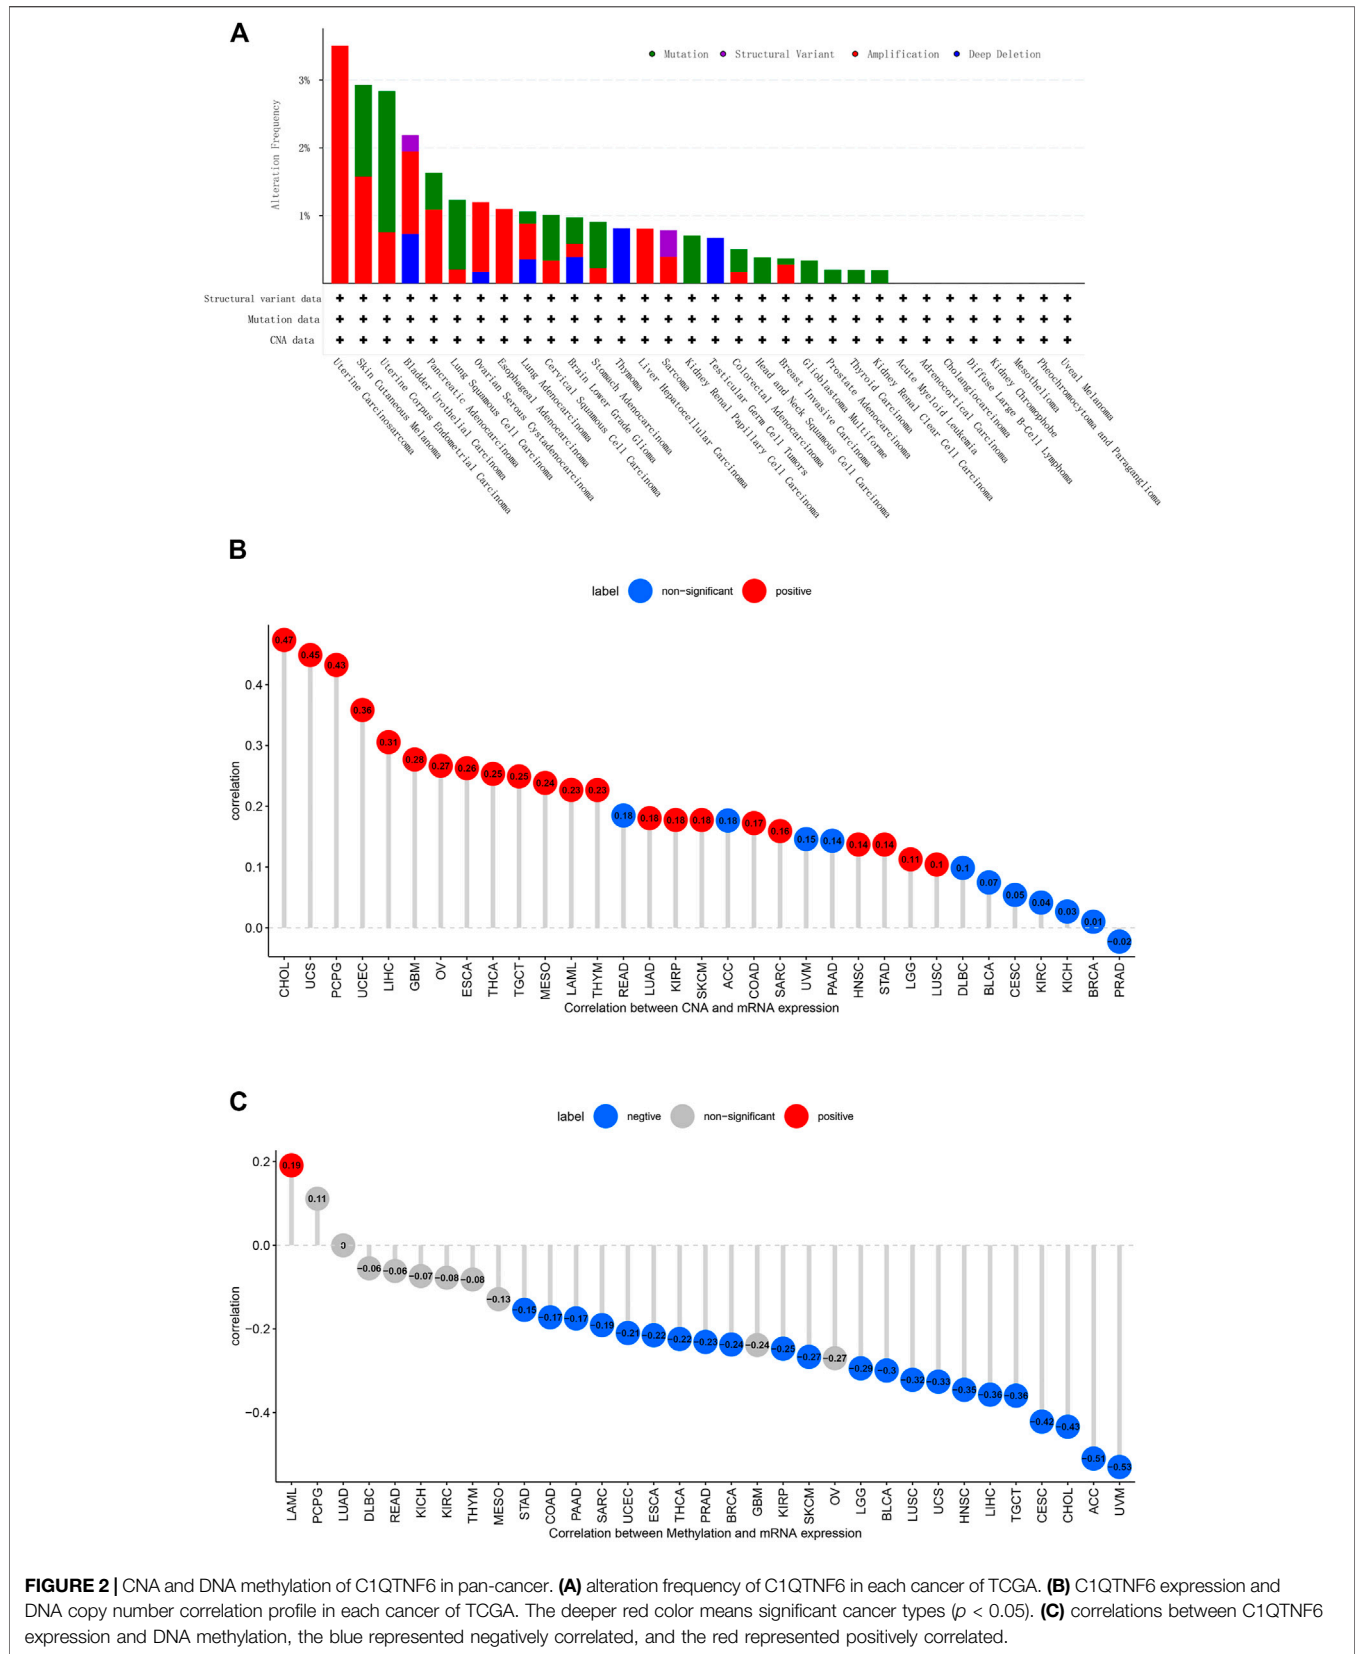 A
Mutation
Structural Variant
Amplification
Deep Deletion
Alteration Frequency
3%
2%
1%
Structural variant data
Mutation data
CNA data
Uterine Carcinosarcoma
Skin Cutaneous Melanoma
Uterine Corpus Endometrial Carcinoma
Bladder Urothelial Carcinoma
Pancreatic Adenocarcinoma
Lung Squamous Cell Carcinoma
Ovarian Serous Cystadenocarcinoma
Esophageal Adenocarcinoma
Lung Adenocarcinoma
Cervical Squamous Cell Carcinoma
Brain Lower Grade Glioma
Stomach Adenocarcinoma
Thymoma
Liver Hepatocellular Carcinoma
Sarcoma
Kidney Renal Papillary Cell Carcinoma
Testicular Germ Cell Tumors
Colorectal Adenocarcinoma
Head and Neck Squamous Cell Carcinoma
Breast Invasive Carcinoma
Glioblastoma Multiforme
Prostate Adenocarcinoma
Thyroid Carcinoma
Kidney Renal Clear Cell Carcinoma
Acute Myeloid Leukemia
Adrenocortical Carcinoma
Cholangiocarcinoma
Diffuse Large B-Cell Lymphoma
Kidney Chromophobe
Mesothelioma
Pheochromocytoma and Paraganglioma
Uveal Melanoma
B
label non-significant positive
correlation
0.4
0.3
0.2
0.1
0.0
0.47 0.45 0.43 0.36 0.31 0.28 0.27 0.26 0.25 0.25 0.24 0.23 0.23 0.18 0.18 0.18 0.18 0.18 0.17 0.16 0.15 0.14 0.14 0.14 0.11 0.1 0.1 0.07 0.05 0.04 0.03 0.01 −0.02
CHOL UCS PCPG UCEC LIHC GBM OV ESCA THCA TGCT MESO LAML THYM READ LUAD KIRP SKCM ACC COAD SARC UVM PAAD HNSC STAD LGG LUSC DLBC BLCA CESC KIRC KICH BRCA PRAD
Correlation between CNA and mRNA expression
C
label negtive non-significant positive
correlation
0.2
0.0
−0.2
−0.4
0.19 0.11 0 −0.06 −0.06 −0.07 −0.08 −0.08 −0.13 −0.15 −0.17 −0.17 −0.19 −0.21 −0.22 −0.22 −0.23 −0.24 −0.24 −0.25 −0.27 −0.27 −0.29 −0.3 −0.32 −0.33 −0.35 −0.36 −0.36 −0.42 −0.43 −0.51 −0.53
LAML PCPG LUAD DLBC READ KICH KIRC THYM MESO STAD COAD PAAD SARC UCEC ESCA THCA PRAD BRCA GBM KIRP SKCM OV LGG BLCA LUSC UCS HNSC LIHC TGCT CESC CHOL ACC UVM
Correlation between Methylation and mRNA expression
FIGURE 2 | CNA and DNA methylation of C1QTNF6 in pan-cancer. (A) alteration frequency of C1QTNF6 in each cancer of TCGA. (B) C1QTNF6 expression and
DNA copy number correlation profile in each cancer of TCGA. The deeper red color means significant cancer types (p < 0.05). (C) correlations between C1QTNF6
expression and DNA methylation, the blue represented negatively correlated, and the red represented positively correlated.